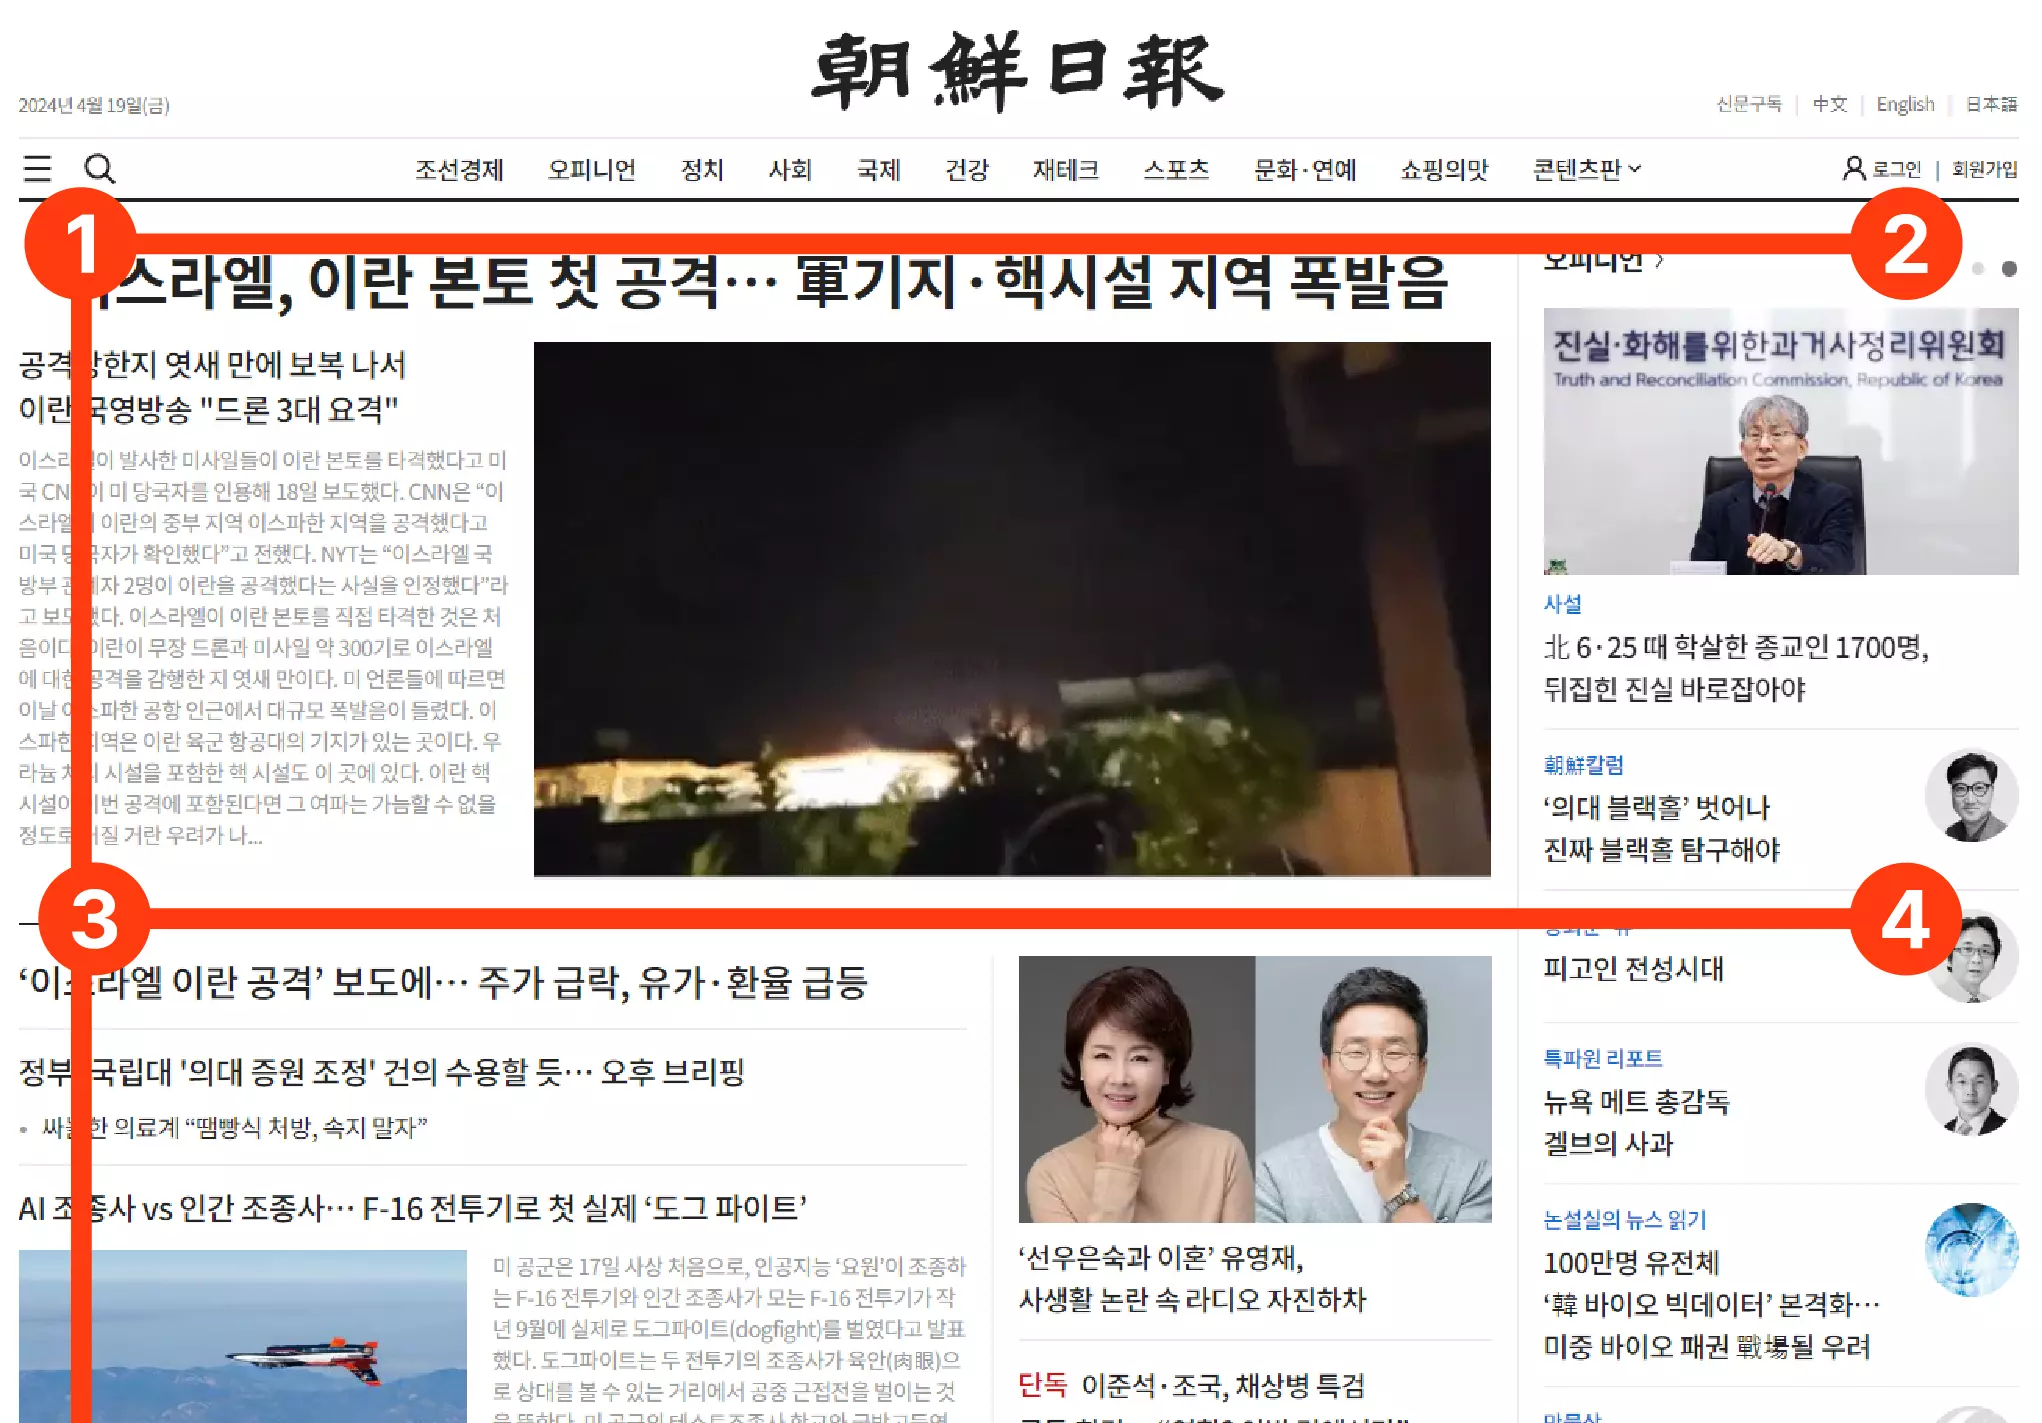 朝鮮日報
2024년 4월 19일(금)
신문구독 | 中文 | English | 日本語
조선경제 오피니언 정치 사회 국제 건강 재테크 스포츠 문화·연예 쇼핑의맛 콘텐츠판
로그인 | 회원가입
1
2
스라엘, 이란 본토 첫 공격… 軍기지·핵시설 지역 폭발음
공격 한지 엿새 만에 보복 나서
이란 국영방송 "드론 3대 요격"
이스라 이 발사한 미사일들이 이란 본토를 타격했다고 미
국 CN 이 미 당국자를 인용해 18일 보도했다. CNN은 “이
스라엘 이란의 중부 지역 이스파한 지역을 공격했다고
미국 당국자가 확인했다”고 전했다. NYT는 “이스라엘 국
방부 관 자 2명이 이란을 공격했다는 사실을 인정했다”라
고 보도했다. 이스라엘이 이란 본토를 직접 타격한 것은 처
음이다 이란이 무장 드론과 미사일 약 300기로 이스라엘
에 대한 공격을 감행한 지 엿새 만이다. 미 언론들에 따르면
이날 이스파한 공항 인근에서 대규모 폭발음이 들렸다. 이
스파한 지역은 이란 육군 항공대의 기지가 있는 곳이다. 우
라늄 처 시설을 포함한 핵 시설도 이 곳에 있다. 이란 핵
시설이 이번 공격에 포함된다면 그 여파는 가늠할 수 없을
정도로 커질 거란 우려가 나...
오피니언
진실·화해를위한과거사정리위원회
Truth and Reconciliation Commission, Republic of Korea
사설
北 6·25 때 학살한 종교인 1700명,
뒤집힌 진실 바로잡아야
朝鮮칼럼
‘의대 블랙홀’ 벗어나
진짜 블랙홀 탐구해야
3
4
피고인 전성시대
특파원 리포트
뉴욕 메트 총감독
겔브의 사과
논설실의 뉴스 읽기
100만명 유전체
‘韓 바이오 빅데이터’ 본격화…
미중 바이오 패권 戰場될 우려
만물상
‘이스라엘 이란 공격’ 보도에… 주가 급락, 유가·환율 급등
정부 국립대 '의대 증원 조정' 건의 수용할 듯… 오후 브리핑
• 싸늘한 의료계 “땜빵식 처방, 속지 말자”
AI 조종사 vs 인간 조종사… F-16 전투기로 첫 실제 ‘도그 파이트’
미 공군은 17일 사상 처음으로, 인공지능 ‘요원’이 조종하
는 F-16 전투기와 인간 조종사가 모는 F-16 전투기가 작
년 9월에 실제로 도그파이트(dogfight)를 벌였다고 발표
했다. 도그파이트는 두 전투기의 조종사가 육안(肉眼)으
로 상대를 볼 수 있는 거리에서 공중 근접전을 벌이는 것
‘선우은숙과 이혼’ 유영재,
사생활 논란 속 라디오 자진하차
단독 이준석·조국, 채상병 특검